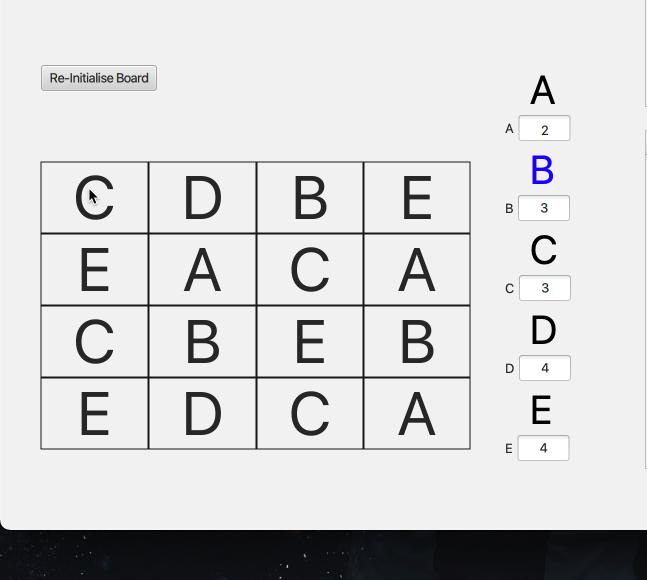 Re-Initialise Board
C D B E
E A C A
C B E B
E D C A
A
A 2
B
B 3
C
C 3
D
D 4
E
E 4